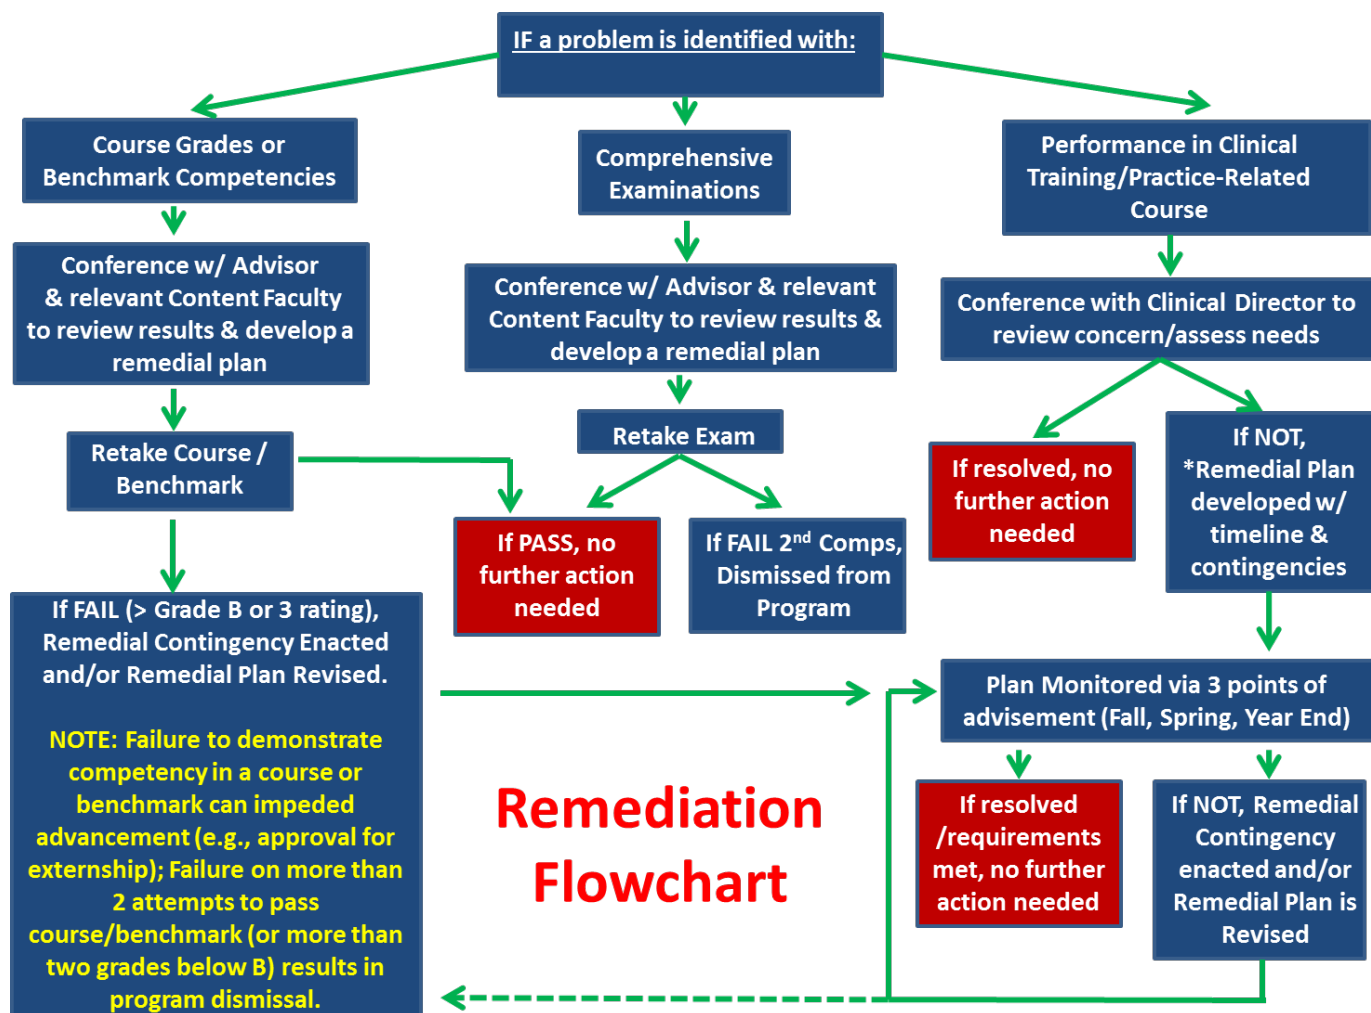 IF a problem is identified with:
Course Grades or
Benchmark Competencies
Comprehensive
Examinations
Performance in Clinical
Training/Practice-Related
Course
Conference w/ Advisor
& relevant Content Faculty
to review results & develop a
remedial plan
Conference w/ Advisor & relevant
Content Faculty to review results &
develop a remedial plan
Conference with Clinical Director to
review concern/assess needs
Retake Course /
Benchmark
Retake Exam
If resolved, no
further action
needed
If NOT,
*Remedial Plan
developed w/
timeline &
contingencies
If PASS, no
further action
needed
If FAIL 2nd Comps,
Dismissed from
Program
If FAIL (> Grade B or 3 rating),
Remedial Contingency Enacted
and/or Remedial Plan Revised.
NOTE: Failure to demonstrate
competency in a course or
benchmark can impeded
advancement (e.g., approval for
externship); Failure on more than
2 attempts to pass
course/benchmark (or more than
two grades below B) results in
program dismissal.
Plan Monitored via 3 points of
advisement (Fall, Spring, Year End)
If resolved
/requirements
met, no further
action needed
If NOT, Remedial
Contingency
enacted and/or
Remedial Plan is
Revised
Remediation
Flowchart